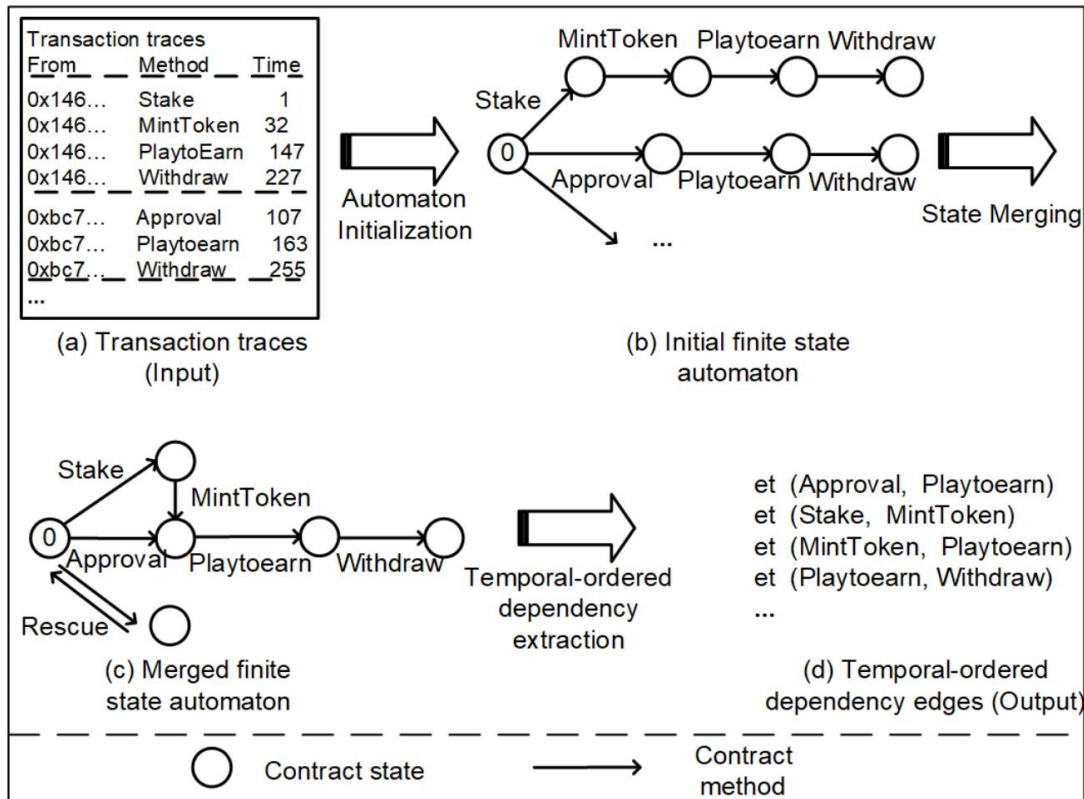 Transaction traces
From Method Time
0x146... Stake 1
0x146... MintToken 32
0x146... PlaytoEarn 147
0x146... Withdraw 227
0xbc7... Approval 107
0xbc7... Playtoearn 163
0xbc7... Withdraw 255
...
(a) Transaction traces
(Input)
Automaton
Initialization
MintToken Playtoearn Withdraw
Stake
0
Approval Playtoearn Withdraw
...
(b) Initial finite state
automaton
State Merging
Stake
MintToken
0
Approval Playtoearn Withdraw
Rescue
(c) Merged finite
state automaton
Temporal-ordered
dependency
extraction
et (Approval, Playtoearn)
et (Stake, MintToken)
et (MintToken, Playtoearn)
et (Playtoearn, Withdraw)
...
(d) Temporal-ordered
dependency edges (Output)
Contract state
Contract
method